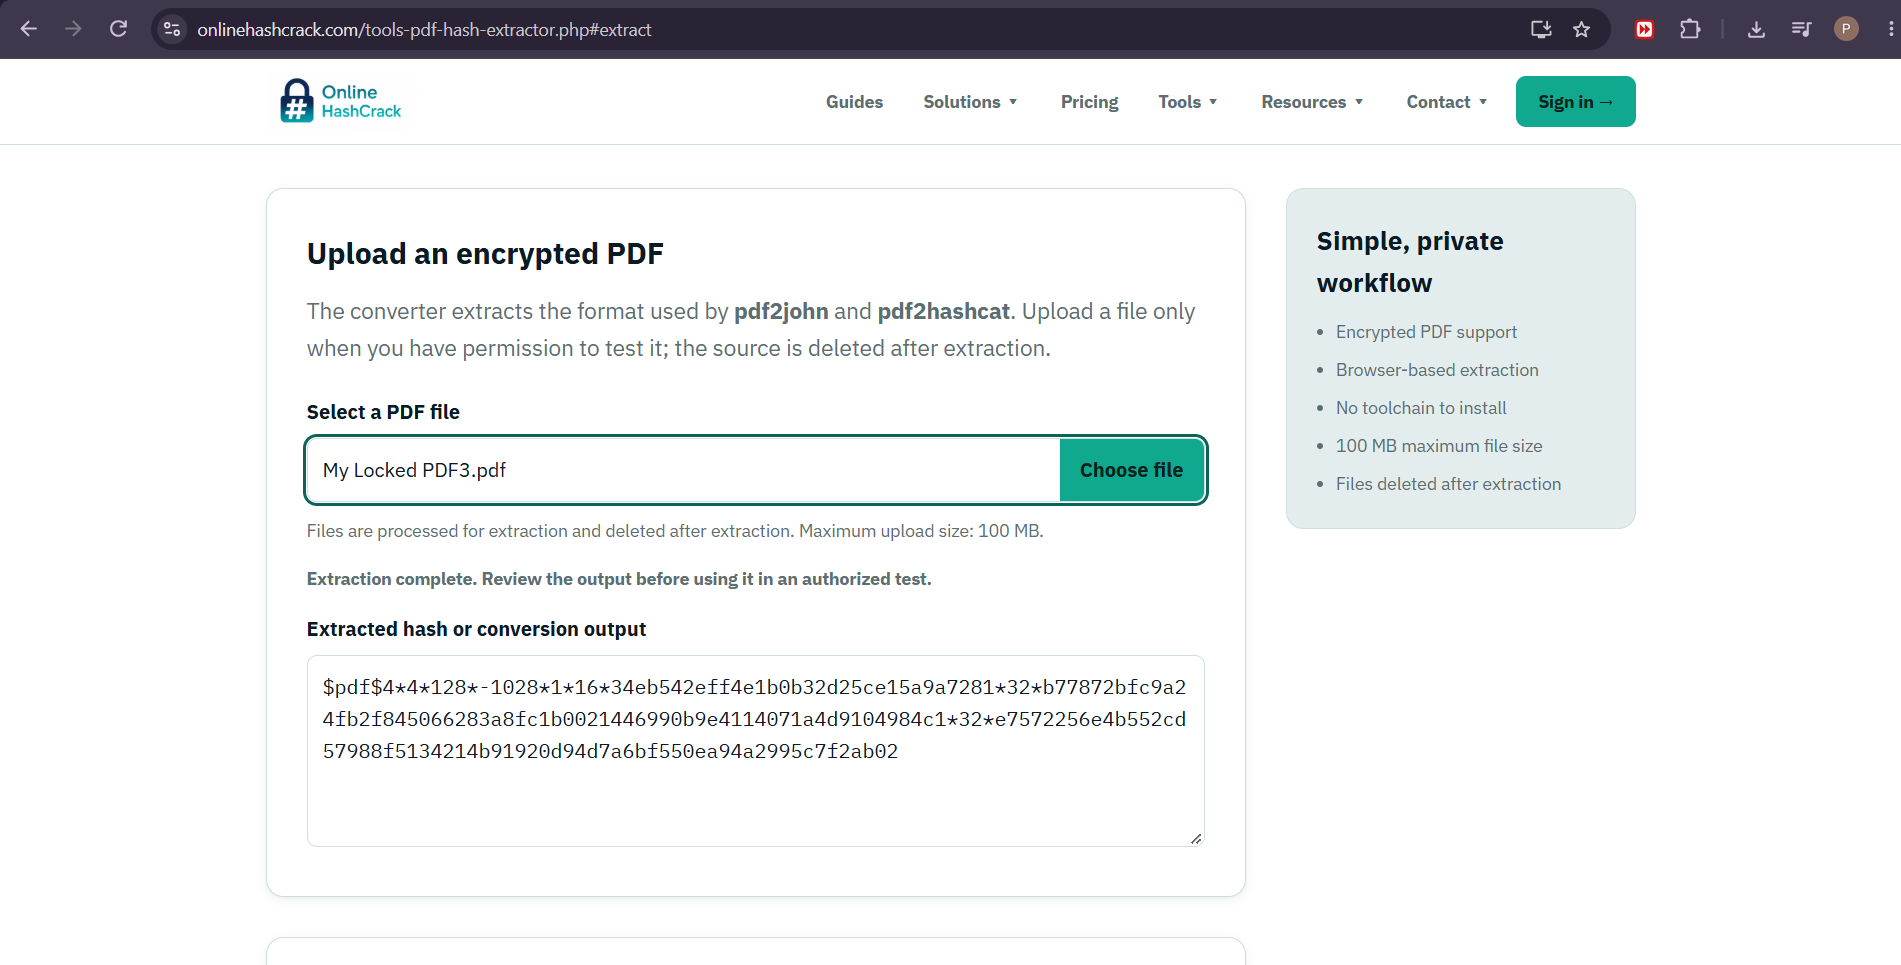 onlinehashcrack.com/tools-pdf-hash-extractor.php#extract
P
Online
HashCrack
#
Guides
Solutions ▼
Pricing
Tools ▼
Resources ▼
Contact ▼
Sign in →
Upload an encrypted PDF
The converter extracts the format used by pdf2john and pdf2hashcat. Upload a file only
when you have permission to test it; the source is deleted after extraction.
Select a PDF file
My Locked PDF3.pdf
Choose file
Files are processed for extraction and deleted after extraction. Maximum upload size: 100 MB.
Extraction complete. Review the output before using it in an authorized test.
Extracted hash or conversion output
$pdf$4*4*128*-1028*1*16*34eb542eff4e1b0b32d25ce15a9a7281*32*b77872bfc9a2
4fb2f845066283a8fc1b0021446990b9e4114071a4d9104984c1*32*e7572256e4b552cd
57988f5134214b91920d94d7a6bf550ea94a2995c7f2ab02
Simple, private
workflow
• Encrypted PDF support
• Browser-based extraction
• No toolchain to install
• 100 MB maximum file size
• Files deleted after extraction